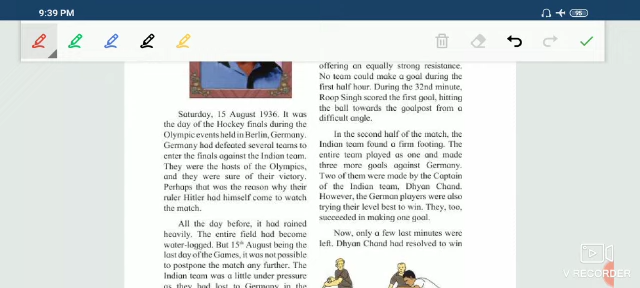 9:39 PM
95
Saturday, 15 August 1936. It was
the day of the Hockey finals during the
Olympic events held in Berlin, Germany.
Germany had defeated several teams to
enter the finals against the Indian team.
They were the hosts of the Olympics,
and they were sure of their victory.
Perhaps that was the reason why their
ruler Hitler had himself come to watch
the match.
All the day before, it had rained
heavily. The entire field had become
water-logged. But 15th August being the
last day of the Games, it was not possible
to postpone the match any further. The
Indian team was a little under pressure
as they had lost to Germany in the
offering an equally strong resistance.
No team could make a goal during the
first half hour. During the 32nd minute,
Roop Singh scored the first goal, hitting
the ball towards the goalpost from a
difficult angle.
In the second half of the match, the
Indian team found a firm footing. The
entire team played as one and made
three more goals against Germany.
Two of them were made by the Captain
of the Indian team, Dhyan Chand.
However, the German players were also
trying their level best to win. They, too,
succeeded in making one goal.
Now, only a few last minutes were
left. Dhyan Chand had resolved to win
V RECORDER